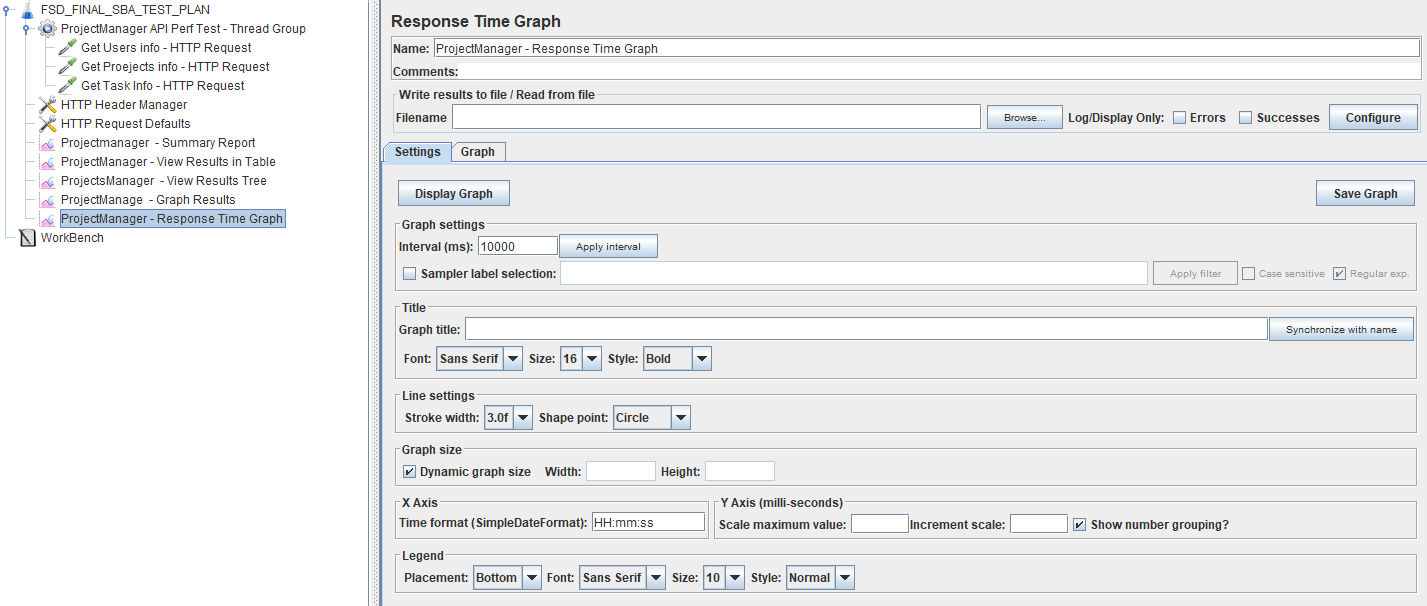 FSD_FINAL_SBA_TEST_PLAN
ProjectManager API Perf Test - Thread Group
Get Users info - HTTP Request
Get Proejects info - HTTP Request
Get Task Info - HTTP Request
HTTP Header Manager
HTTP Request Defaults
Projectmanager - Summary Report
ProjectManager - View Results in Table
ProjectsManager - View Results Tree
ProjectManage - Graph Results
ProjectManager - Response Time Graph
WorkBench
Response Time Graph
Name: ProjectManager - Response Time Graph
Comments:
Write results to file / Read from file
Filename Browse... Log/Display Only: Errors Successes Configure
Settings Graph
Display Graph Save Graph
Graph settings
Interval (ms): 10000 Apply interval
Sampler label selection: Apply filter Case sensitive Regular exp.
Title
Graph title: Synchronize with name
Font: Sans Serif Size: 16 Style: Bold
Line settings
Stroke width: 3.0f Shape point: Circle
Graph size
Dynamic graph size Width: Height:
X Axis Y Axis (milli-seconds)
Time format (SimpleDateFormat): HH:mm:ss Scale maximum value: Increment scale: Show number grouping?
Legend
Placement: Bottom Font: Sans Serif Size: 10 Style: Normal